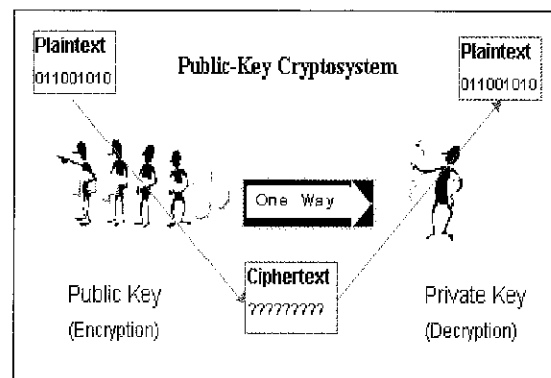 Plaintext
011001010
Public-Key Cryptosystem
Plaintext
011001010
One Way
Ciphertext
?????????
Public Key
(Encryption)
Private Key
(Decryption)